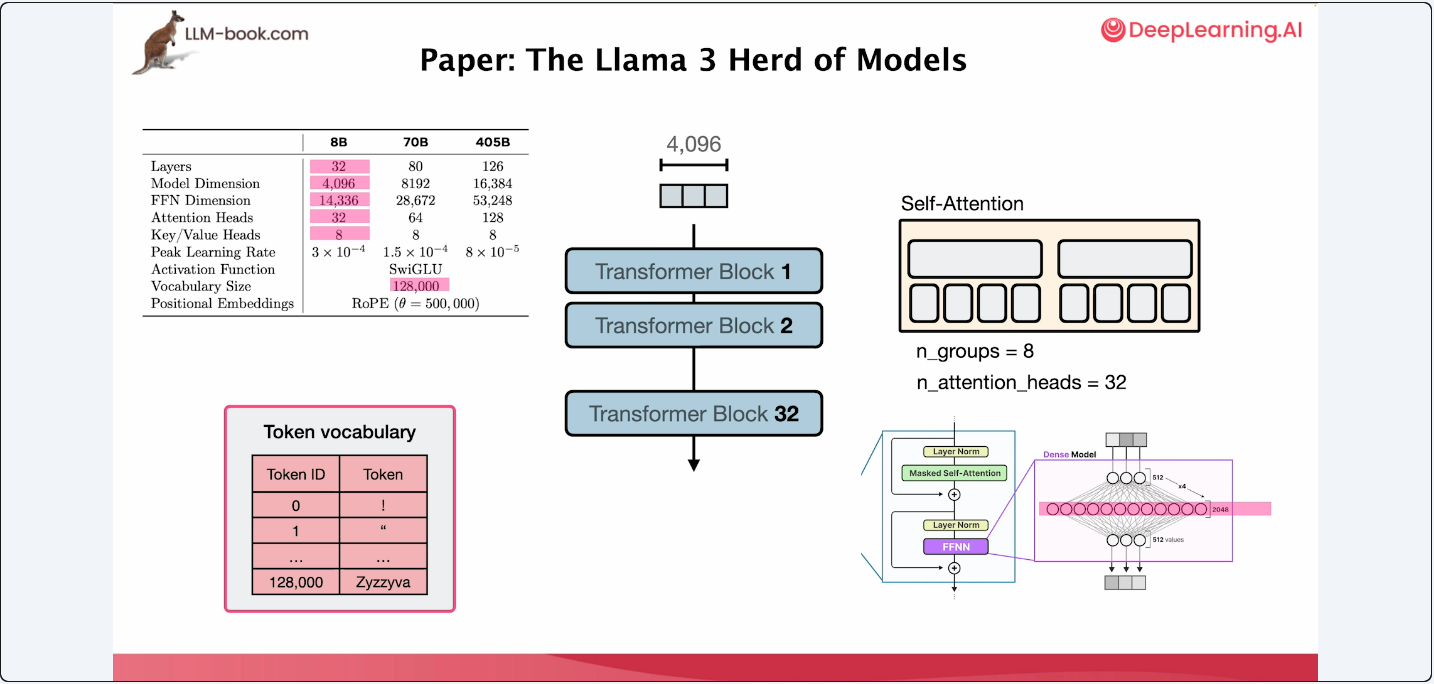 LLM-book.com
DeepLearning.AI
Paper: The Llama 3 Herd of Models
8B 70B 405B
Layers 32 80 126
Model Dimension 4,096 8192 16,384
FFN Dimension 14,336 28,672 53,248
Attention Heads 32 64 128
Key/Value Heads 8 8 8
Peak Learning Rate 3 × 10⁻⁴ 1.5 × 10⁻⁴ 8 × 10⁻⁵
Activation Function SwiGLU
Vocabulary Size 128,000
Positional Embeddings RoPE (θ = 500,000)
4,096
Transformer Block 1
Transformer Block 2
Transformer Block 32
Self-Attention
n_groups = 8
n_attention_heads = 32
Token vocabulary
Token ID Token
0 !
1 “
... ...
128,000 Zyzzyva
Layer Norm
Masked Self-Attention
+
Layer Norm
FFNN
+
Dense Model
512
x4
2048
512 values